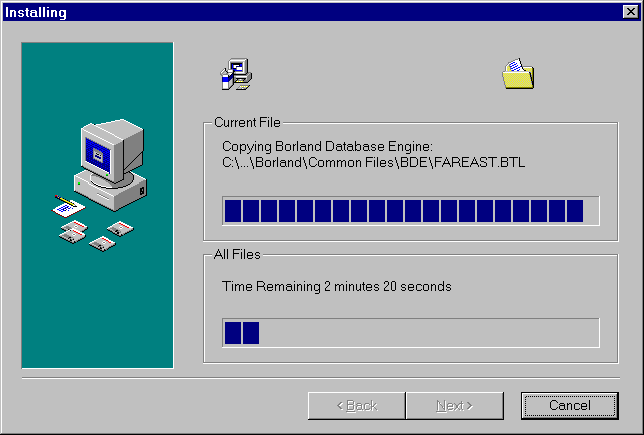 Installing
Current File
Copying Borland Database Engine:
C:\...\Borland\Common Files\BDE\FAREAST.BTL
All Files
Time Remaining 2 minutes 20 seconds
< Back
Next >
Cancel